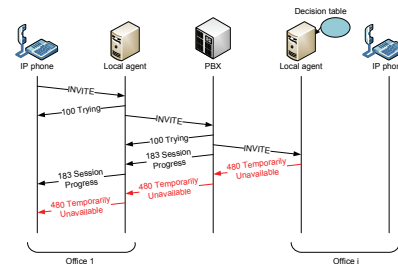 Decision table
IP phone
Local agent
PBX
Local agent
IP phon
INVITE
100 Trying
INVITE
100 Trying
INVITE
183 Session
Progress
480 Temporarily
Unavailable
183 Session
Progress
480 Temporarily
Unavailable
480 Temporarily
Unavailable
Office 1
Office i